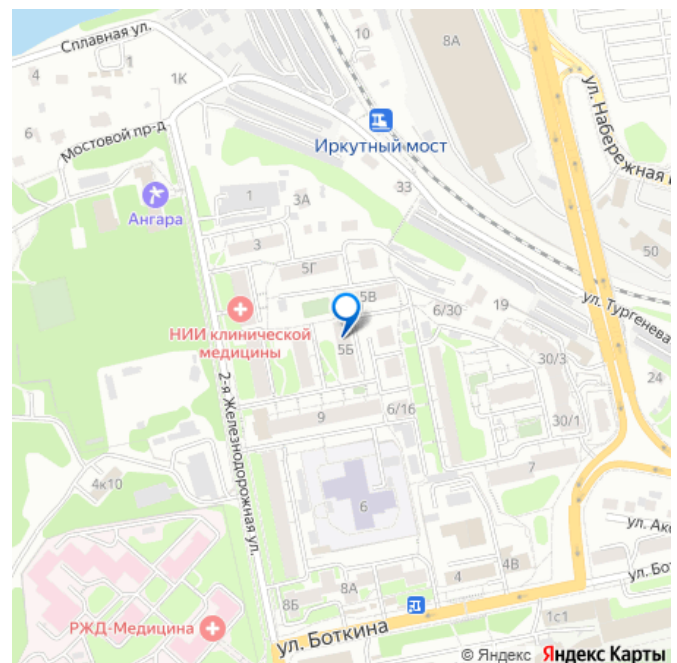 Сплавная ул.
10
8А
4
1
1К
ул. Набережная
6
Мостовой пр-д
Иркутный мост
Ангара
1
3А
33
3
50
5Г
5В
6/30
19
ул. Тургенева
НИИ клинической
медицины
5Б
30/3
24
2-я Железнодорожная ул.
9
6/16
30/1
7
4к10
6
ул. Ак
8Б
8А
4
4В
ул. Бо
РЖД-Медицина
1с1
ул. Боткина
© Яндекс Яндекс Карты